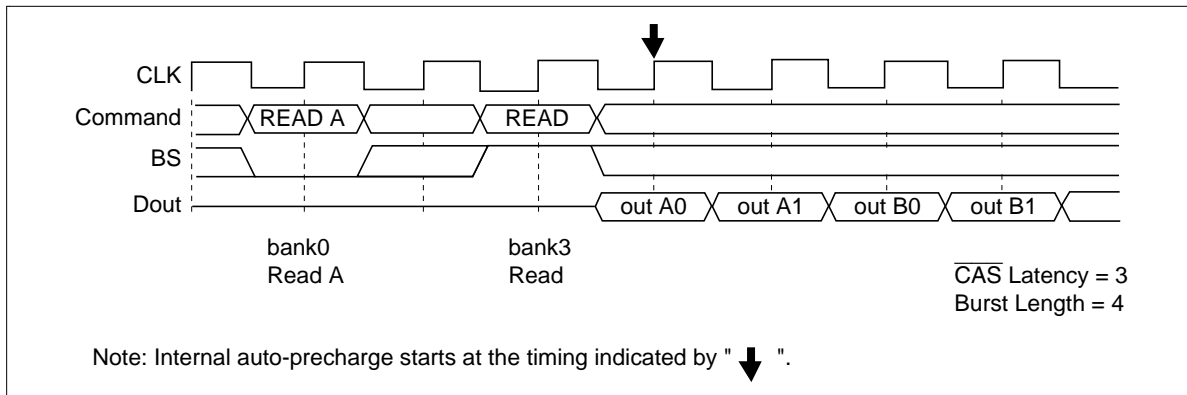 CLK
Command READ A READ
BS
Dout out A0 out A1 out B0 out B1
bank0 bank3
Read A Read
C̅A̅S̅ Latency = 3
Burst Length = 4
Note: Internal auto-precharge starts at the timing indicated by " ".